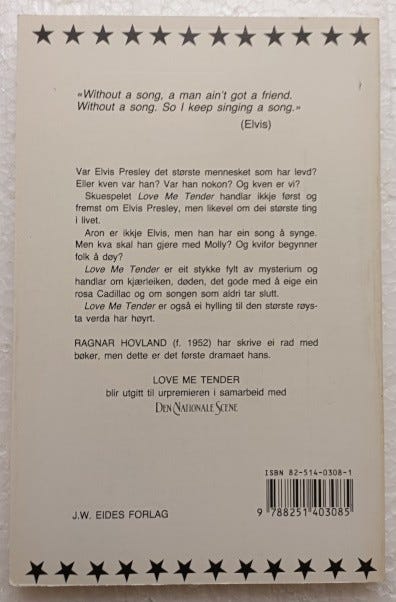 «Without a song, a man ain't got a friend.
Without a song. So I keep singing a song.»
(Elvis)
Var Elvis Presley det største mennesket som har levd?
Eller kven var han? Var han nokon? Og kven er vi?
Skuespelet Love Me Tender handlar ikkje først og
fremst om Elvis Presley, men likevel om dei største ting
i livet.
Aron er ikkje Elvis, men han har ein song å synge.
Men kva skal han gjere med Molly? Og kvifor begynner
folk å døy?
Love Me Tender er eit stykke fylt av mysterium og
handlar om kjærleiken, døden, det gode med å eige ein
rosa Cadillac og om songen som aldri tar slutt.
Love Me Tender er også ei hylling til den største røys-
ta verda har høyrt.
RAGNAR HOVLAND (f. 1952) har skrive ei rad med
bøker, men dette er det første dramaet hans.
LOVE ME TENDER
blir utgitt til urpremieren i samarbeid med
DEN NATIONALE SCENE
ISBN 82-514-0308-1
9 788251 403085
J.W. EIDES FORLAG